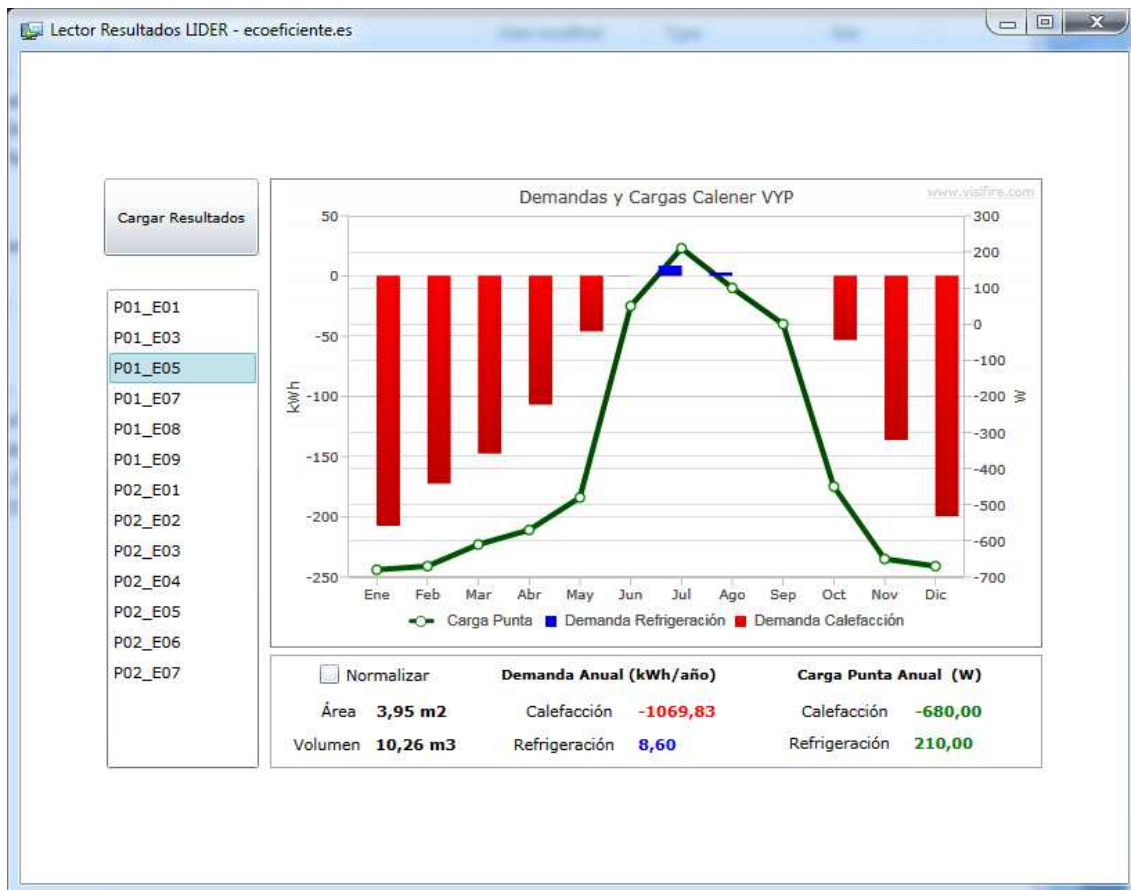 Lector Resultados LIDER - ecoeficiente.es
Cargar Resultados
P01_E01
P01_E03
P01_E05
P01_E07
P01_E08
P01_E09
P02_E01
P02_E02
P02_E03
P02_E04
P02_E05
P02_E06
P02_E07
Demandas y Cargas Calener VYP
www.visifire.com
50
0
-50
-100
-150
-200
-250
kWh
300
200
100
0
-100
-200
-300
-400
-500
-600
-700
W
Ene Feb Mar Abr May Jun Jul Ago Sep Oct Nov Dic
Carga Punta Demanda Refrigeración Demanda Calefacción
Normalizar Demanda Anual (kWh/año) Carga Punta Anual (W)
Área 3,95 m2 Calefacción -1069,83 Calefacción -680,00
Volumen 10,26 m3 Refrigeración 8,60 Refrigeración 210,00